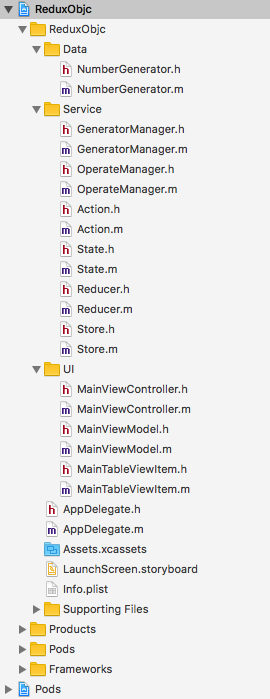 ReduxObjc
ReduxObjc
Data
h NumberGenerator.h
m NumberGenerator.m
Service
h GeneratorManager.h
m GeneratorManager.m
h OperateManager.h
m OperateManager.m
h Action.h
m Action.m
h State.h
m State.m
h Reducer.h
m Reducer.m
h Store.h
m Store.m
UI
h MainViewController.h
m MainViewController.m
h MainViewModel.h
m MainViewModel.m
h MainTableViewItem.h
m MainTableViewItem.m
h AppDelegate.h
m AppDelegate.m
Assets.xcassets
LaunchScreen.storyboard
Info.plist
Supporting Files
Products
Pods
Frameworks
Pods